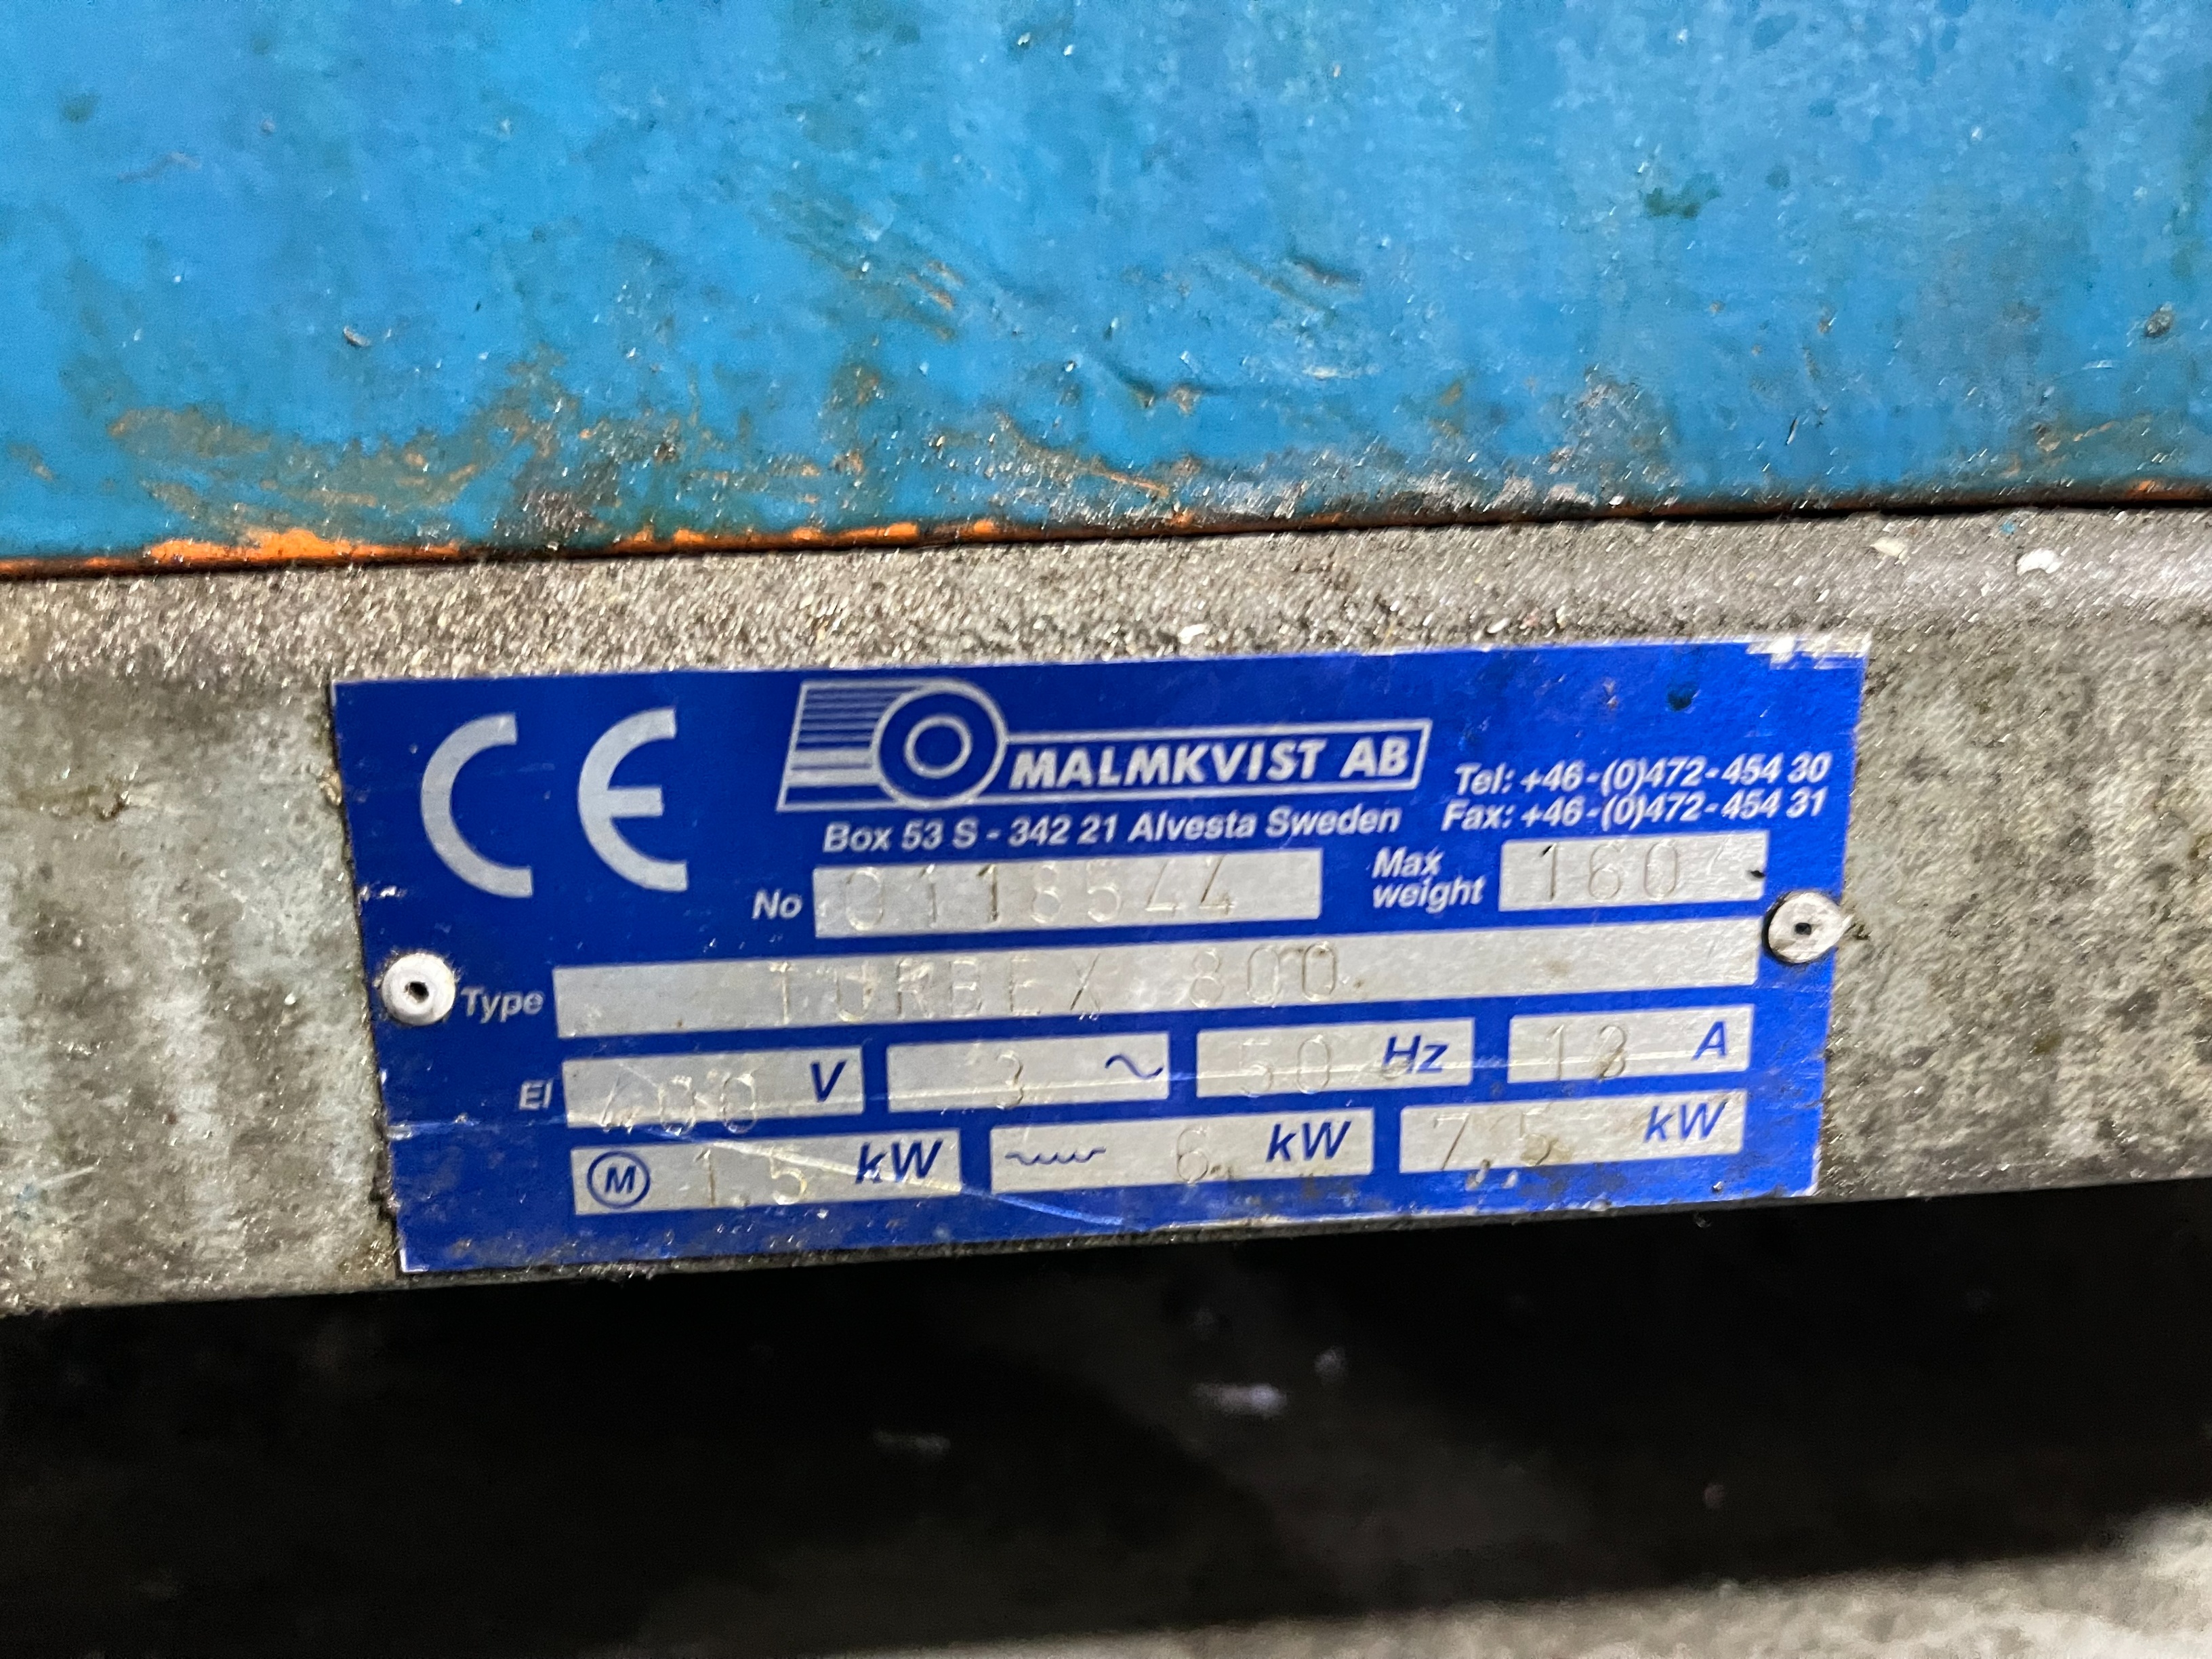 CE
MALMKVIST AB
Box 53 S - 342 21 Alvesta Sweden
Tel: +46-(0)472-454 30
Fax: +46-(0)472-454 31
No 0118544
Max weight 160
Type TURBEX 800
El 400 V 3 ~ 50 Hz 13 A
M 1,5 kW 6 kW 7,5 kW